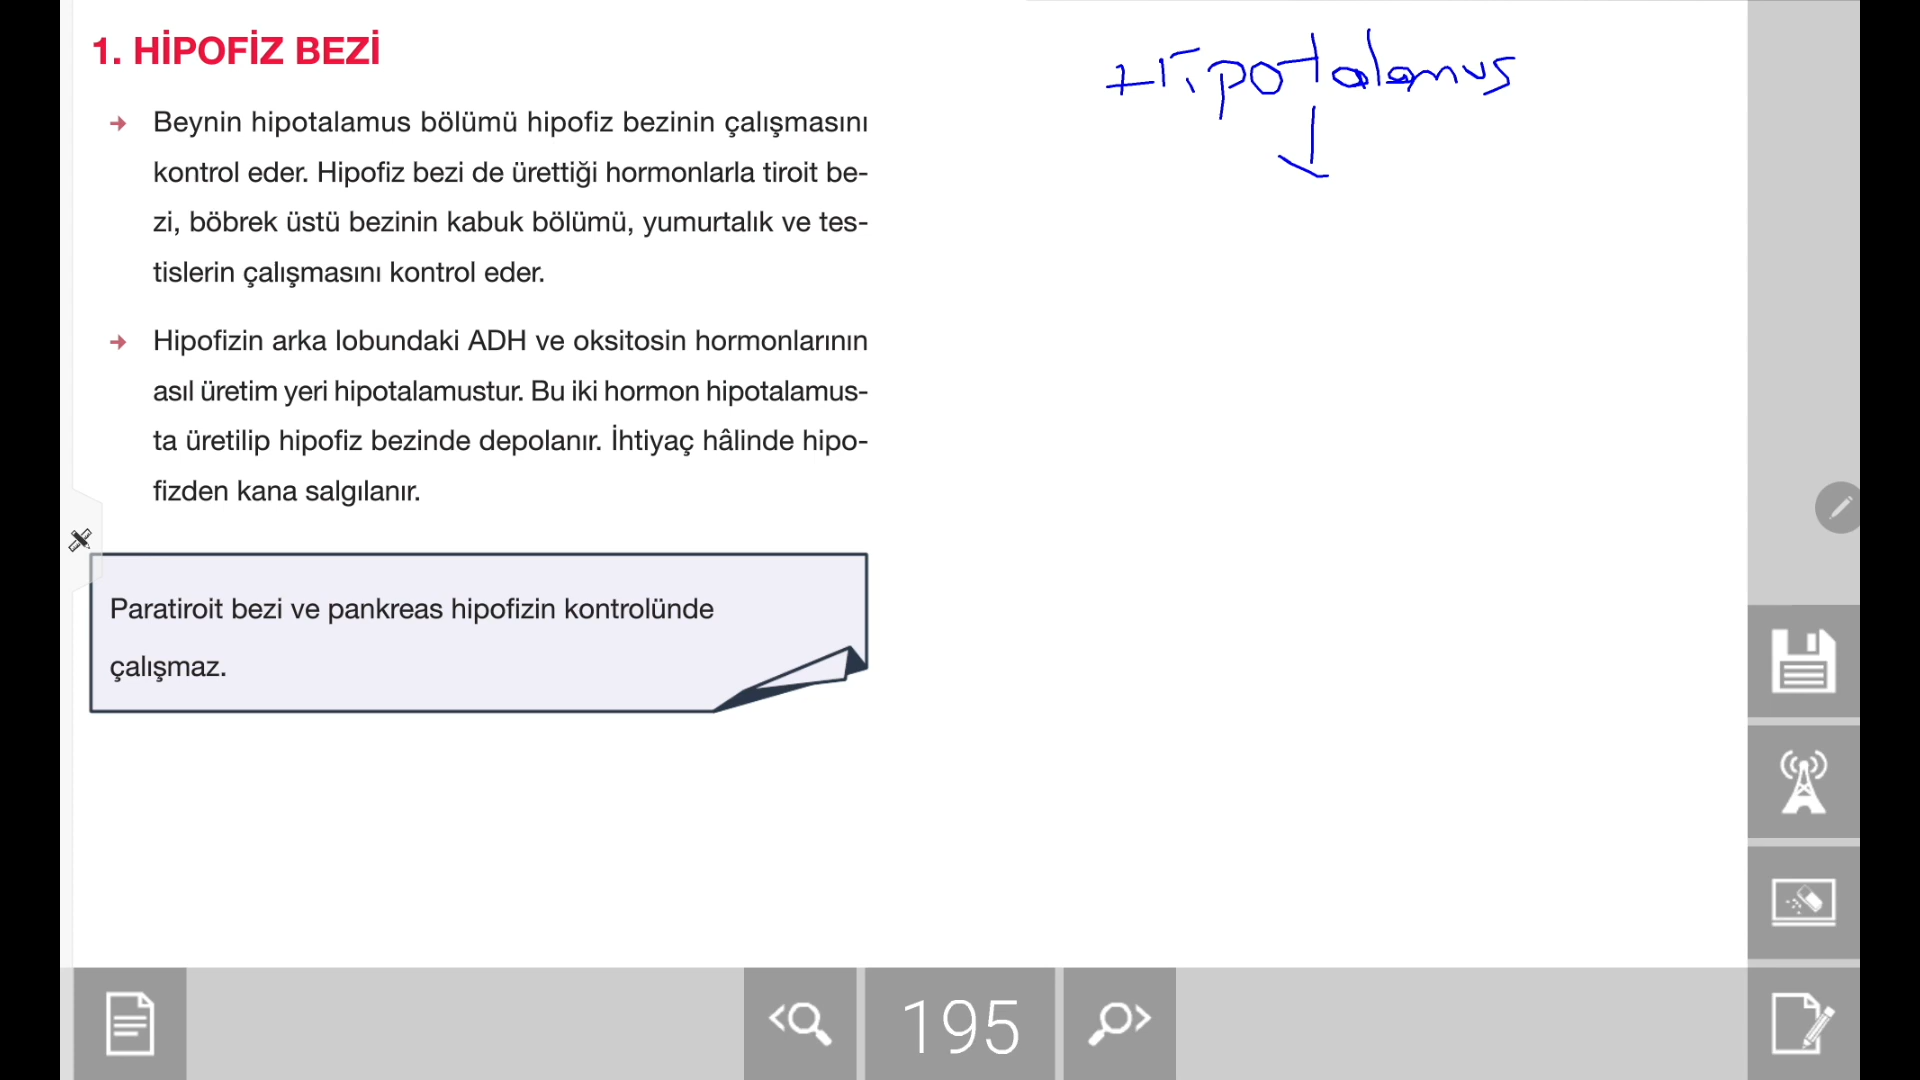 1. HİPOFİZ BEZİ
Hipotalamus
→ Beynin hipotalamus bölümü hipofiz bezinin çalışmasını
kontrol eder. Hipofiz bezi de ürettiği hormonlarla tiroit be-
zi, böbrek üstü bezinin kabuk bölümü, yumurtalık ve tes-
tislerin çalışmasını kontrol eder.
→ Hipofizin arka lobundaki ADH ve oksitosin hormonlarının
asıl üretim yeri hipotalamustur. Bu iki hormon hipotalamus-
ta üretilip hipofiz bezinde depolanır. İhtiyaç hâlinde hipo-
fizden kana salgılanır.
Paratiroit bezi ve pankreas hipofizin kontrolünde
çalışmaz.
195